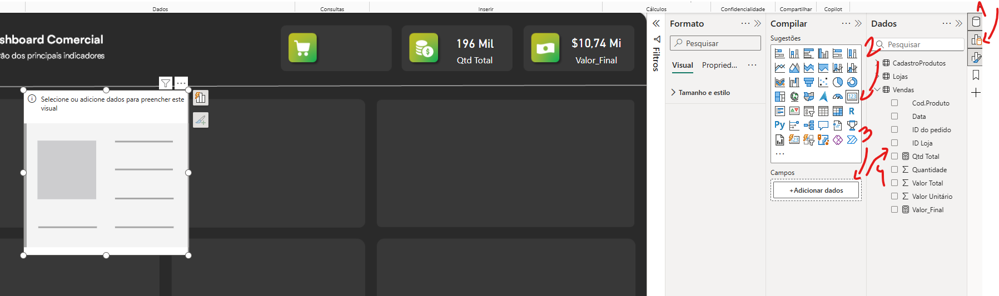 Dados
Consultas
Inserir
Cálculos
Confidencialidade
Compartilhar
Copilot
shboard Comercial
rão dos principais indicadores
196 Mil
Qtd Total
$10,74 Mi
Valor_Final
Selecione ou adicione dados para preencher este
visual
Filtros
Formato
Pesquisar
Visual
Propried...
Tamanho e estilo
Compilar
Sugestões
123
R
Py
123
Campos
+Adicionar dados
Dados
Pesquisar
CadastroProdutos
Lojas
Vendas
Cod.Produto
Data
ID do pedido
ID Loja
Qtd Total
Quantidade
Valor Total
Valor Unitário
Valor_Final
1
2
3
4